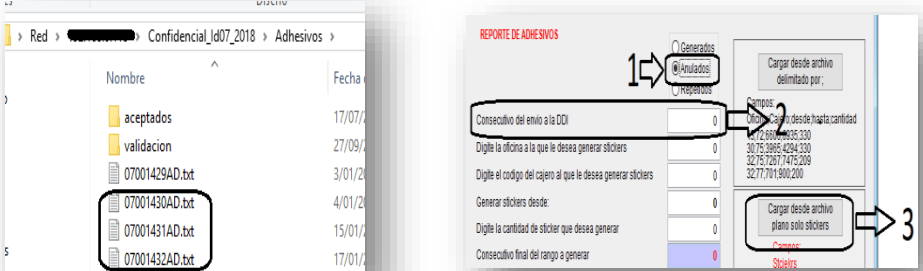 Diseño
Red › Confidencial_Id07_2018 › Adhesivos ›
Nombre
Fecha
aceptados
17/07/
validacion
27/09/
07001429AD.txt
3/01/20
07001430AD.txt
4/01/20
07001431AD.txt
15/01/
07001432AD.txt
17/01/
REPORTE DE ADHESIVOS
Generados
1
Anulados
Repetidos
Cargar desde archivo
delimitado por ;
Campos:
Oficina;Cajero;desde;hasta;cantidad
30;75,3965;4294;330
32;75;7267;7475;209
32;77;701;900;200
Consecutivo del envio a la DDI
0
2
Digite la oficina a la que le desea generar stickers
0
Digite el codigo del cajero al que le desea generar stickers
0
Generar stickers desde:
0
Digite la cantidad de sticker que desea generar
0
Consecutivo final del rango a generar
0
Cargar desde archivo
plano solo stickers
3
Campos:
Stciekrs